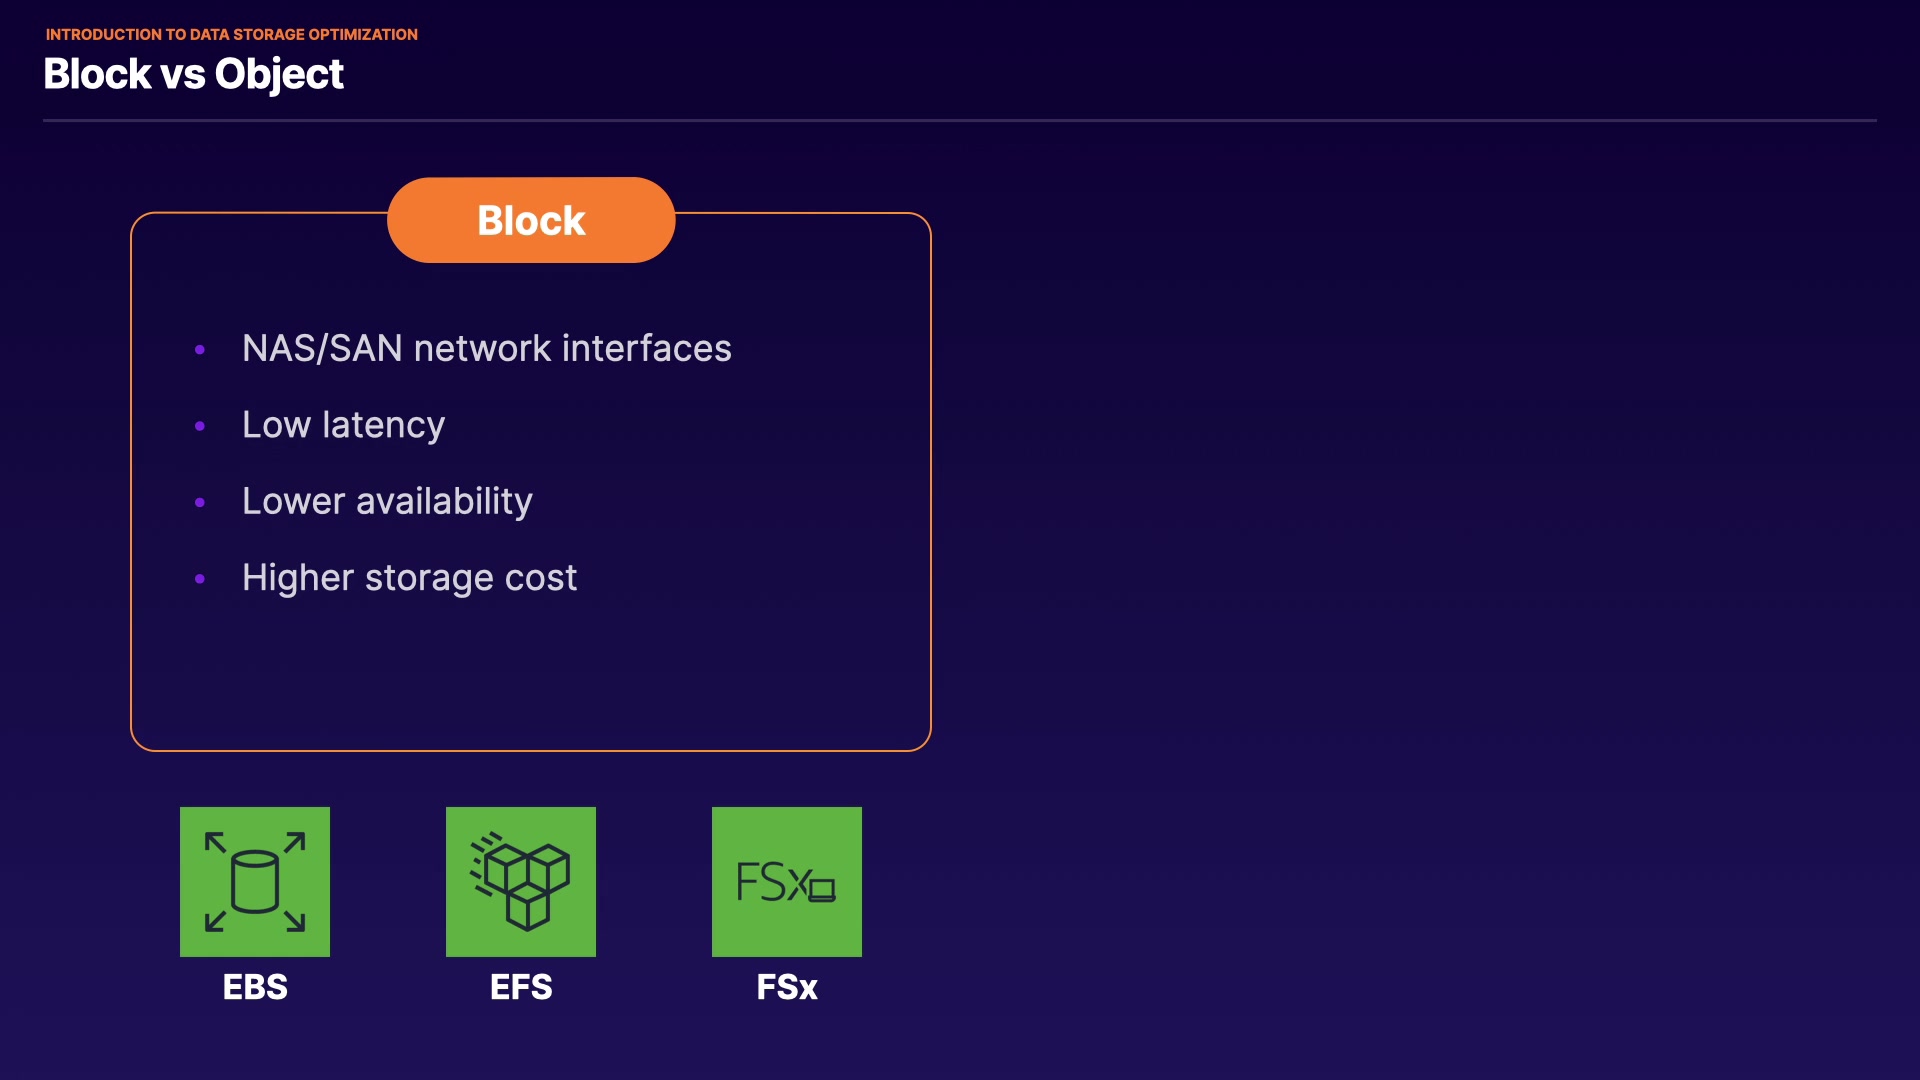 INTRODUCTION TO DATA STORAGE OPTIMIZATION
Block vs Object
Block
• NAS/SAN network interfaces
• Low latency
• Lower availability
• Higher storage cost
FSx
EBS
EFS
FSx